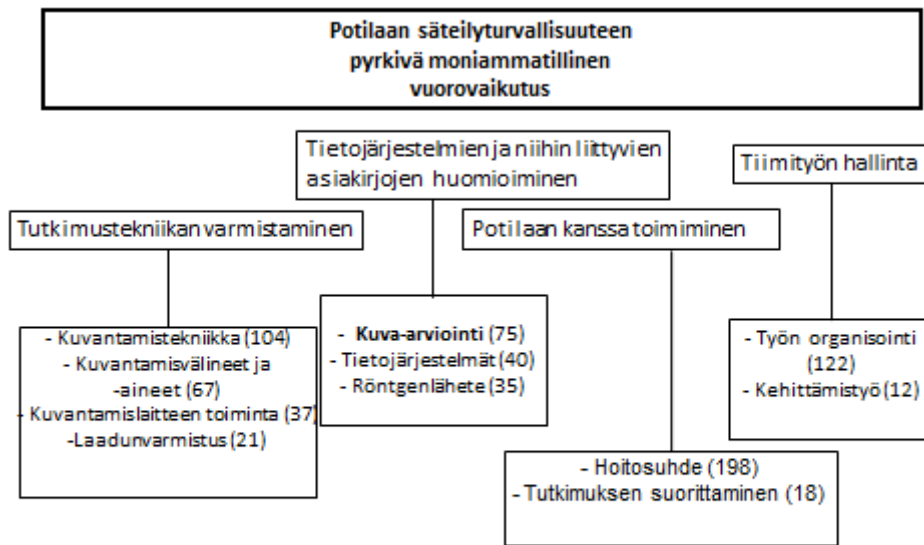 Potilaan säteilyturvallisuuteen
pyrkivä moniammatillinen
vuorovaikutus
Tietojärjestelmien ja niihin liittyvien
asiakirjojen huomioiminen
Tiimityön hallinta
Tutkimustekniikan varmistaminen
Potilaan kanssa toimiminen
- Kuvantamistekniikka (104)
- Kuvantamisvälineet ja
-aineet (67)
- Kuvantamislaitteen toiminta (37)
-Laadunvarmistus (21)
- Kuva-arviointi (75)
- Tietojärjestelmät (40)
- Röntgenlähete (35)
- Työn organisointi
(122)
- Kehittämistyö (12)
- Hoitosuhde (198)
- Tutkimuksen suorittaminen (18)